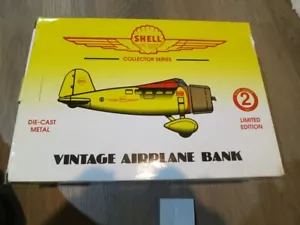 SHELL
COLLECTOR SERIES
DIE-CAST
METAL
2
LIMITED
EDITION
VINTAGE AIRPLANE BANK